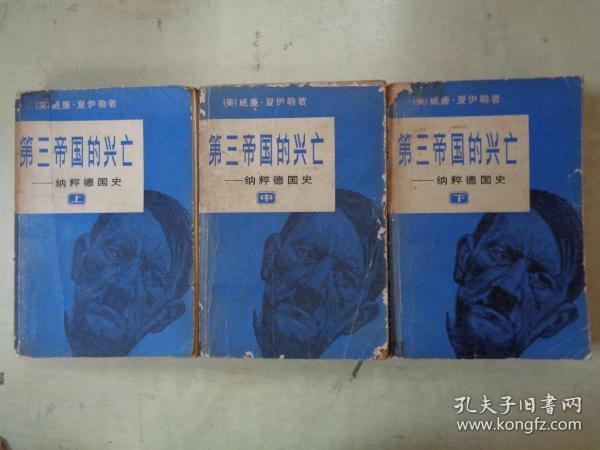 〔美〕威廉·夏伊勒著
第三帝国的兴亡
——纳粹德国史
上
〔美〕威廉·夏伊勒著
第三帝国的兴亡
——纳粹德国史
中
〔美〕威廉·夏伊勒著
第三帝国的兴亡
——纳粹德国史
下
孔夫子旧书网
www.kongfz.com